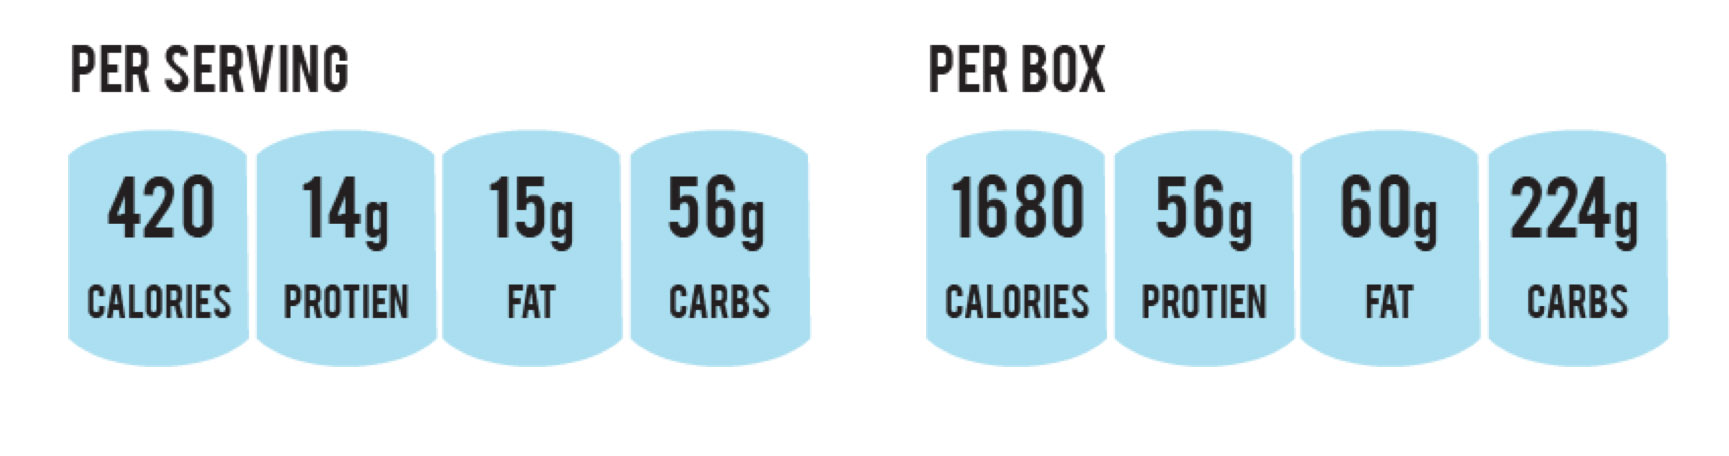 PER SERVING
420
CALORIES
14g
PROTIEN
15g
FAT
56g
CARBS
PER BOX
1680
CALORIES
56g
PROTIEN
60g
FAT
224g
CARBS